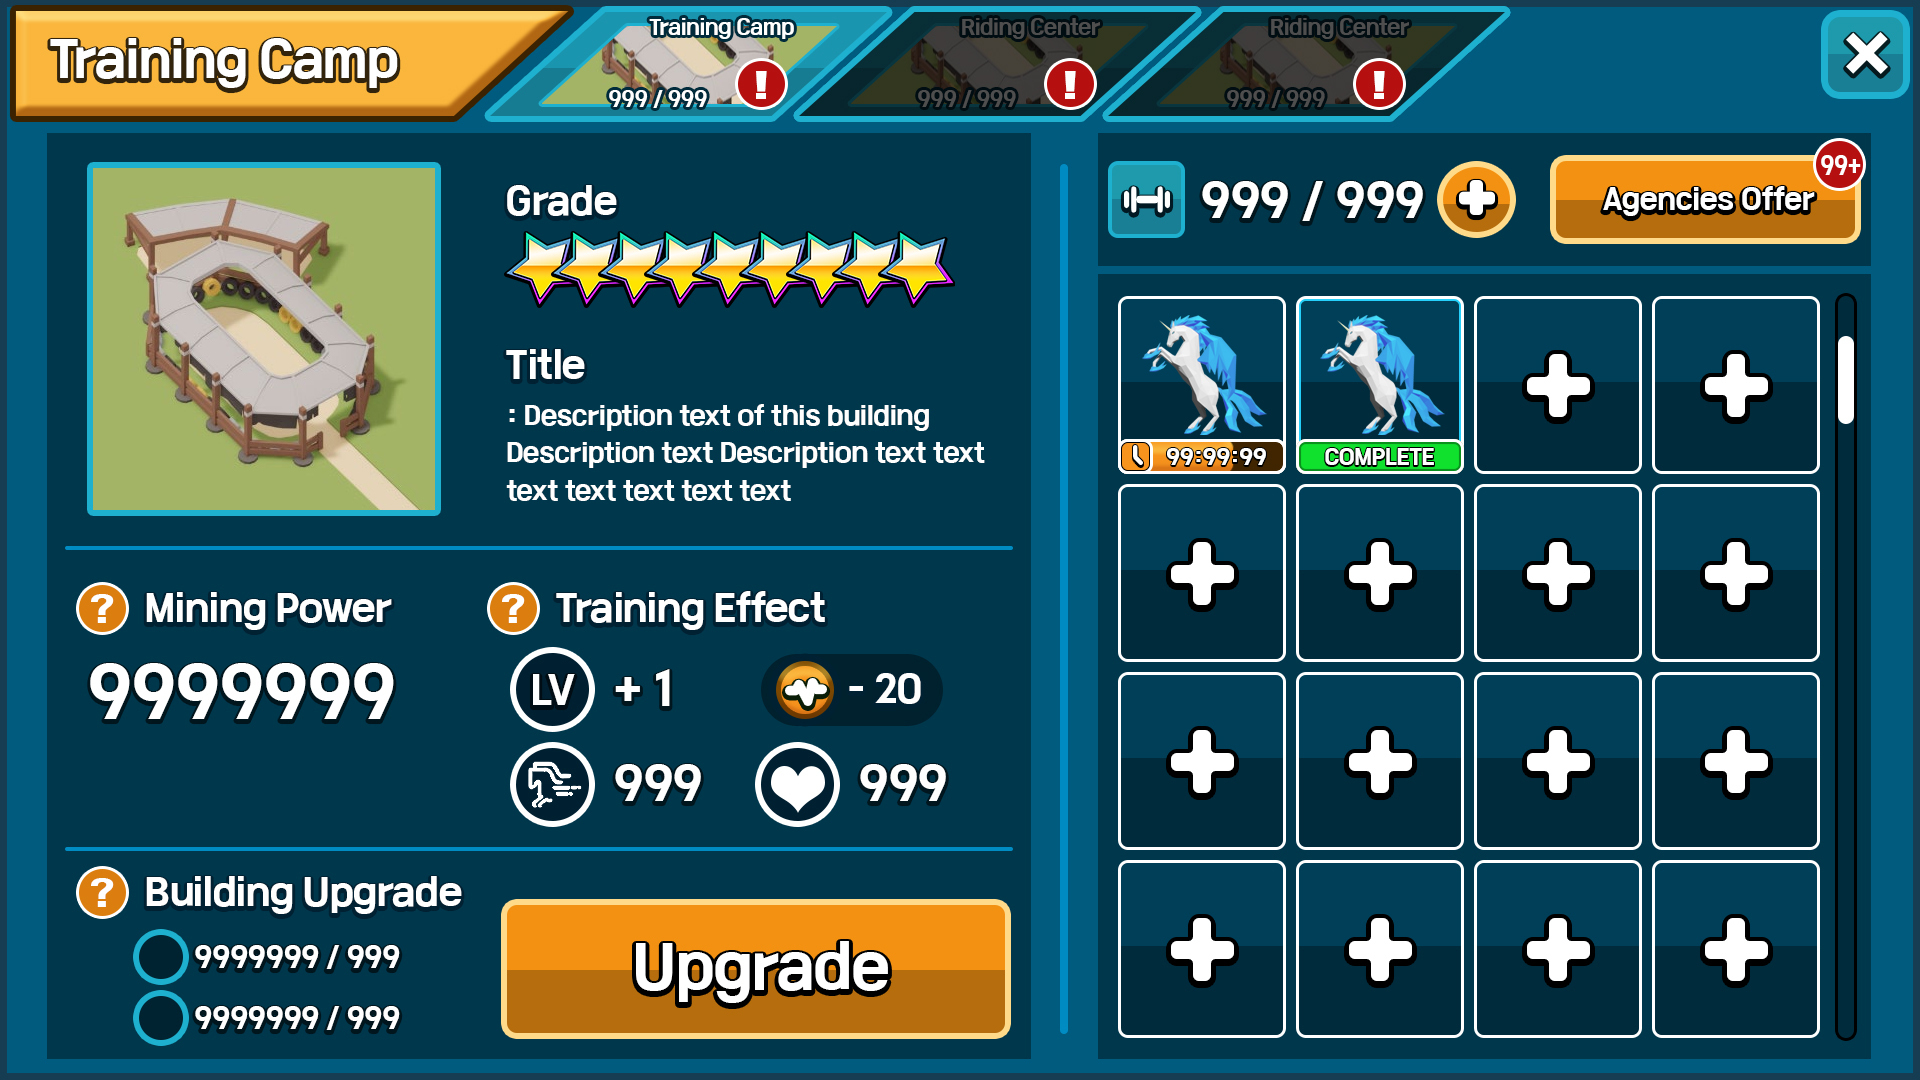 Training Camp
Training Camp
999 / 999
!
Riding Center
999 / 999
!
Riding Center
999 / 999
!
Grade
Title
: Description text of this building
Description text Description text text
text text text text text
? Mining Power
9999999
? Training Effect
LV + 1
- 20
999
999
? Building Upgrade
9999999 / 999
9999999 / 999
Upgrade
999 / 999
Agencies Offer
99+
99:99:99
COMPLETE